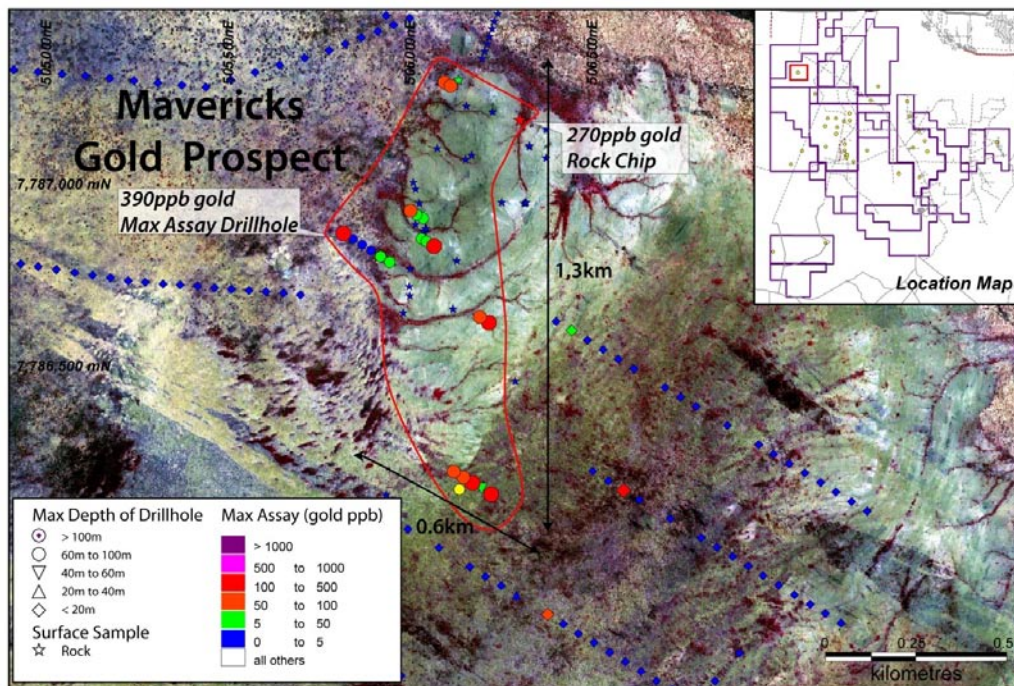 505,000mE
505,500mE
506,000mE
506,500mE
Mavericks
Gold Prospect
270ppb gold
Rock Chip
7,787,000 mN
390ppb gold
Max Assay Drillhole
1,3km
Location Map
7,786,500 mN
0.6km
Max Depth of Drillhole
> 100m
60m to 100m
40m to 60m
20m to 40m
< 20m
Surface Sample
Rock
Max Assay (gold ppb)
> 1000
500 to 1000
100 to 500
50 to 100
5 to 50
0 to 5
all others
0 0.25 0.5
kilometres